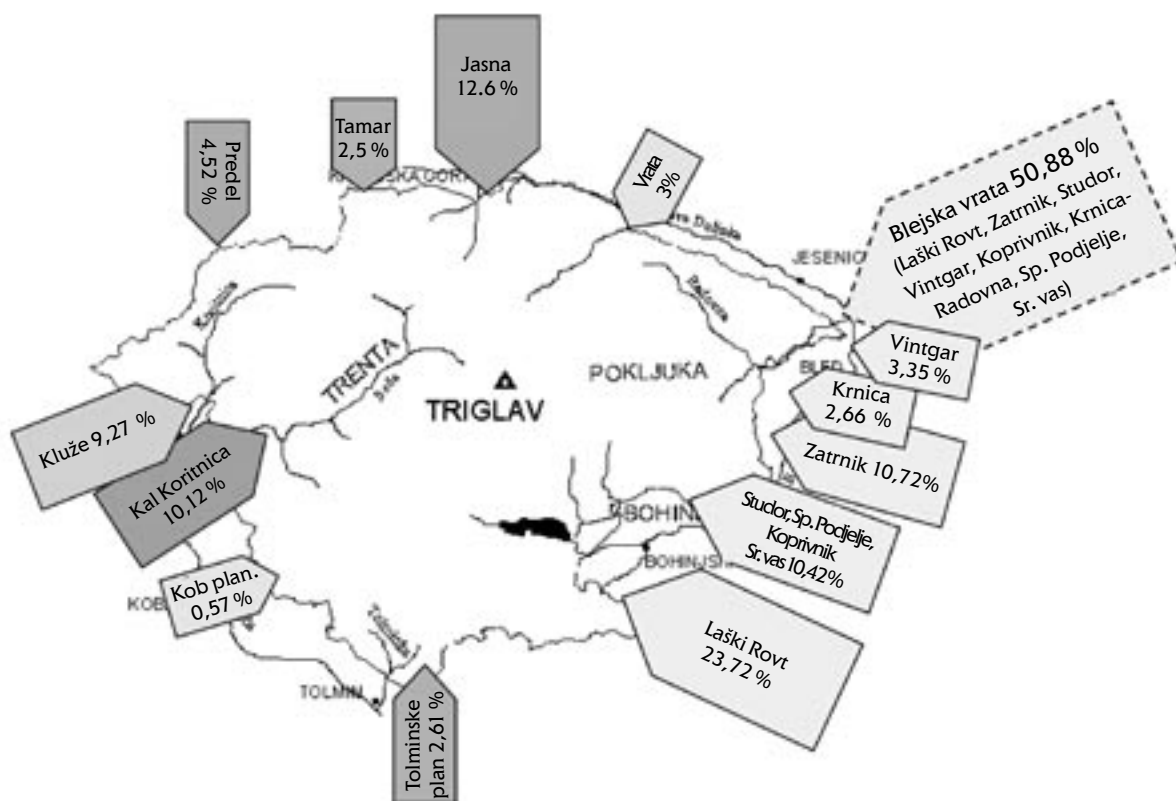 Jasna
12.6 %
Tamar
2,5 %
Predel
4,52 %
Vrata
3%
Blejska vrata 50,88 %
(Laški Rovt, Zatrnik, Studor,
Vintgar, Koprivnik, Krnica-
Radovna, Sp. Podjelje,
Sr. vas)
JESENIC
Radovna
Vintgar
3,35 %
BLED
Krnica
2,66 %
Zatrnik 10,72%
POKLJUKA
TRENTA
Soča
TRIGLAV
Koritnica
Kluže 9,27 %
Kal Koritnica
10,12 %
BOHINJ
Studor, Sp. Podjelje,
Koprivnik
Sr. vas 10,42%
BOHINJS
Kob plan.
0,57 %
KOB
Laški Rovt
23,72 %
TOLMIN
Tolminske
plan 2,61 %